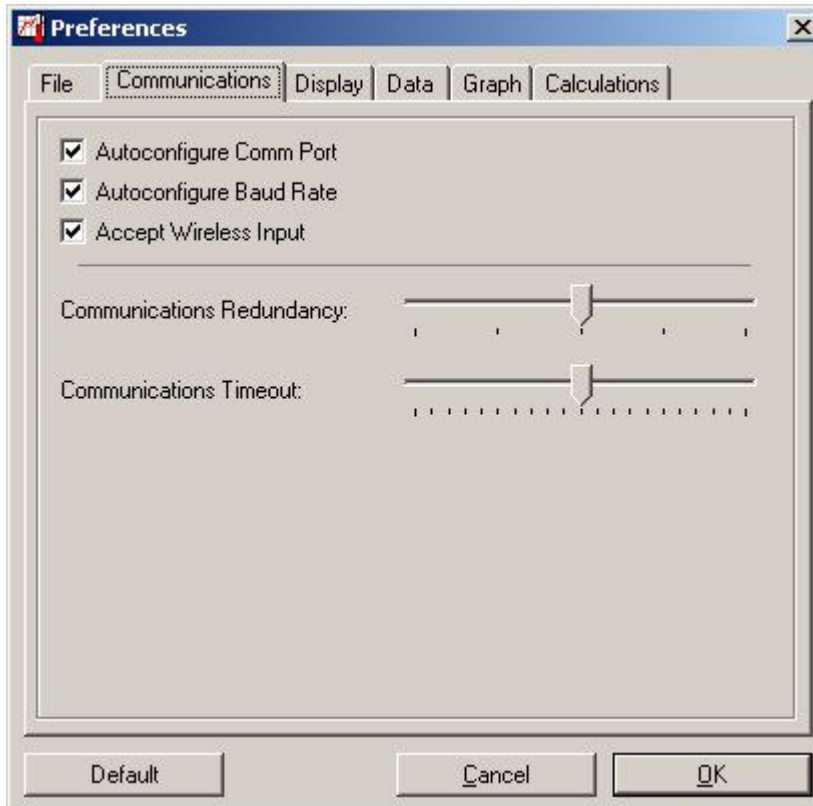 Preferences
File Communications Display Data Graph Calculations
Autoconfigure Comm Port
Autoconfigure Baud Rate
Accept Wireless Input
Communications Redundancy:
Communications Timeout:
Default Cancel OK